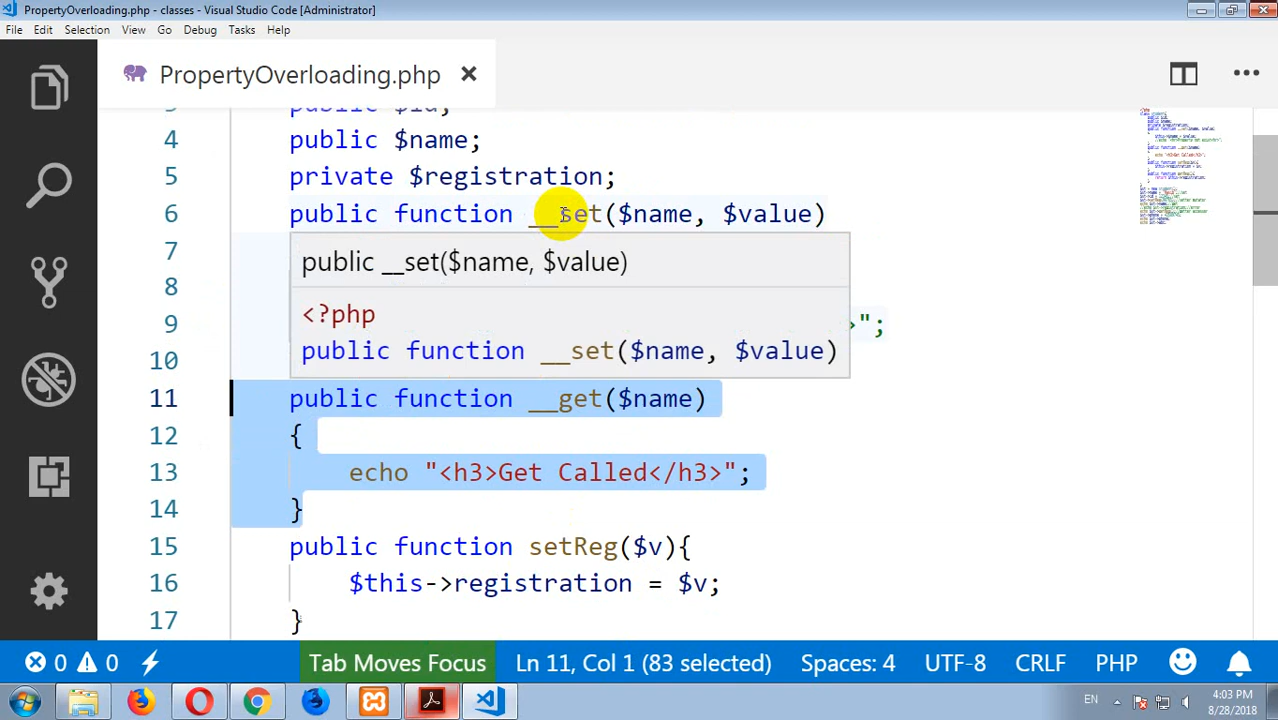 PropertyOverloading.php - classes - Visual Studio Code [Administrator]
File Edit Selection View Go Debug Tasks Help
PropertyOverloading.php
4 public $name;
5 private $registration;
6 public function __set($name, $value)
7
public __set($name, $value)
8
<?php
9 >";
public function __set($name, $value)
10
11 public function __get($name)
12 {
13 echo "<h3>Get Called</h3>";
14 }
15 public function setReg($v){
16 $this->registration = $v;
17 }
0 0 Tab Moves Focus Ln 11, Col 1 (83 selected) Spaces: 4 UTF-8 CRLF PHP
EN 4:03 PM
8/28/2018